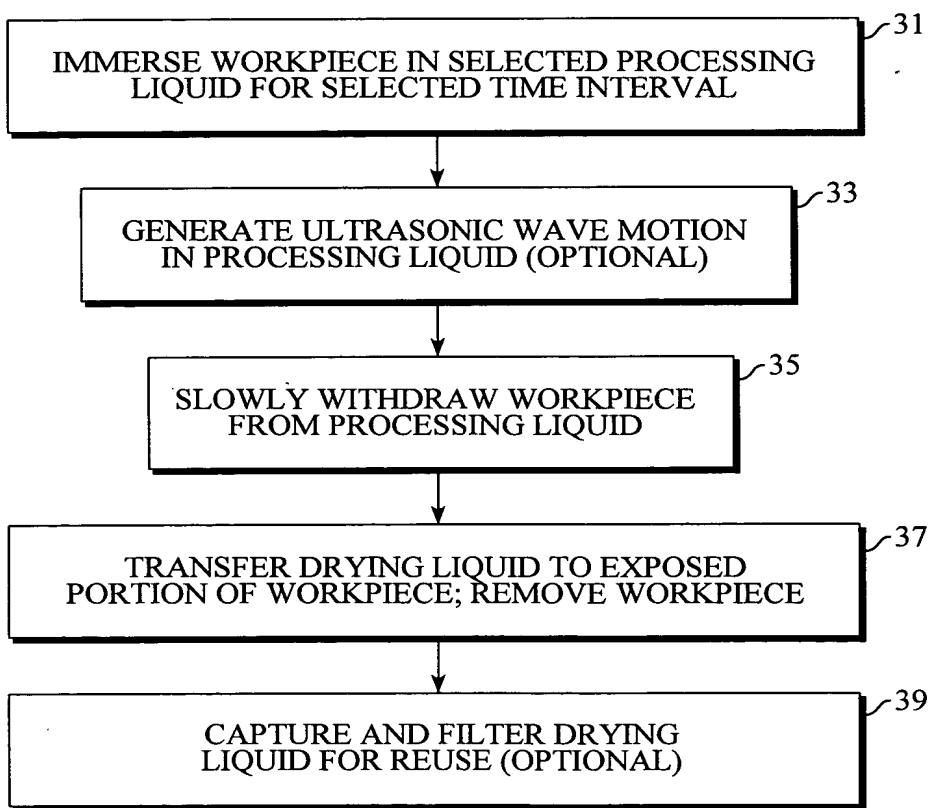 31
IMMERSE WORKPIECE IN SELECTED PROCESSING
LIQUID FOR SELECTED TIME INTERVAL
33
GENERATE ULTRASONIC WAVE MOTION
IN PROCESSING LIQUID (OPTIONAL)
35
SLOWLY WITHDRAW WORKPIECE
FROM PROCESSING LIQUID
37
TRANSFER DRYING LIQUID TO EXPOSED
PORTION OF WORKPIECE; REMOVE WORKPIECE
39
CAPTURE AND FILTER DRYING
LIQUID FOR REUSE (OPTIONAL)